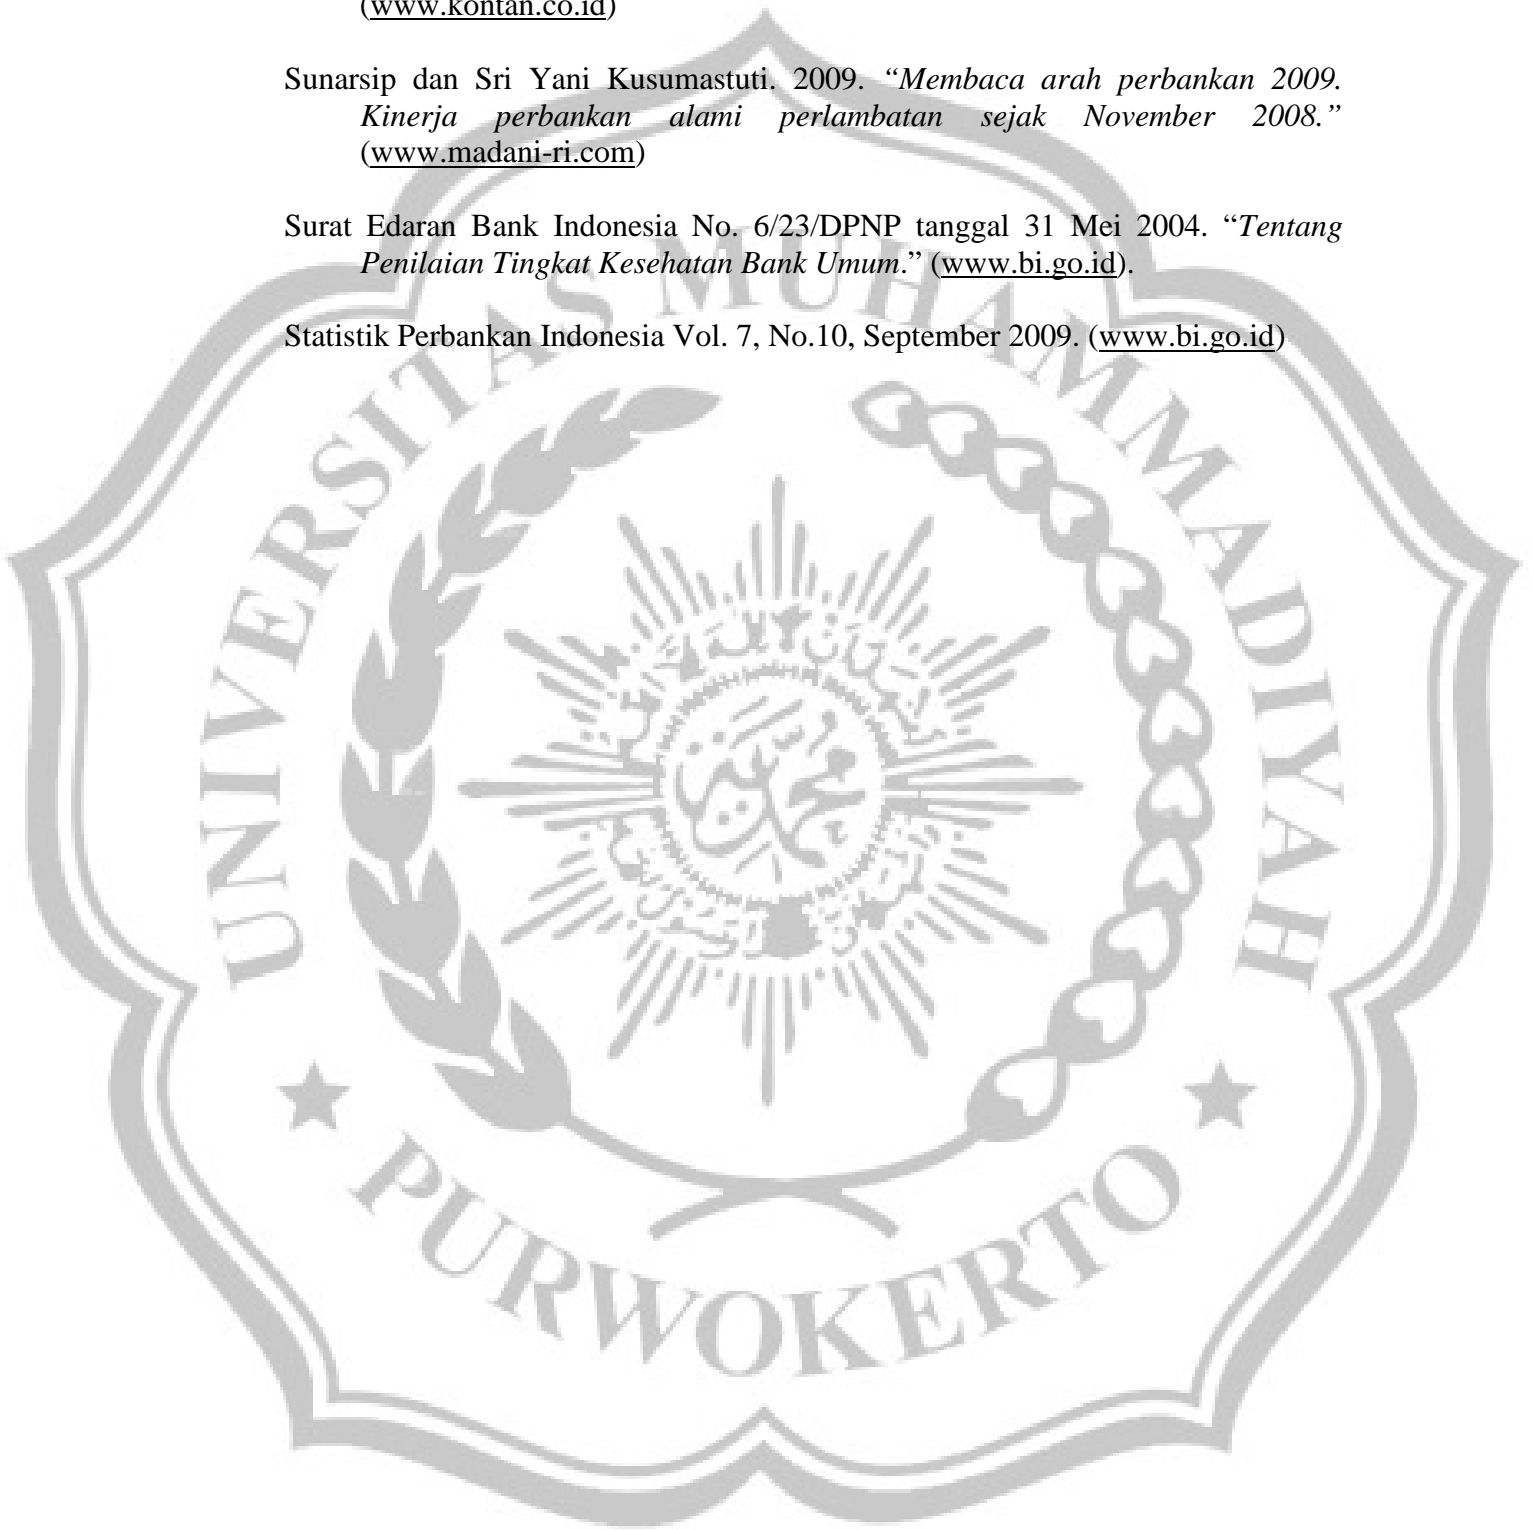 (www.kontan.co.id)
Sunarsip dan Sri Yani Kusumastuti. 2009. “Membaca arah perbankan 2009.
Kinerja perbankan alami perlambatan sejak November 2008.”
(www.madani-ri.com)
Surat Edaran Bank Indonesia No. 6/23/DPNP tanggal 31 Mei 2004. “Tentang
Penilaian Tingkat Kesehatan Bank Umum.” (www.bi.go.id).
Statistik Perbankan Indonesia Vol. 7, No.10, September 2009. (www.bi.go.id)
UNIVERSITAS MUHAMMADIYAH
PURWOKERTO